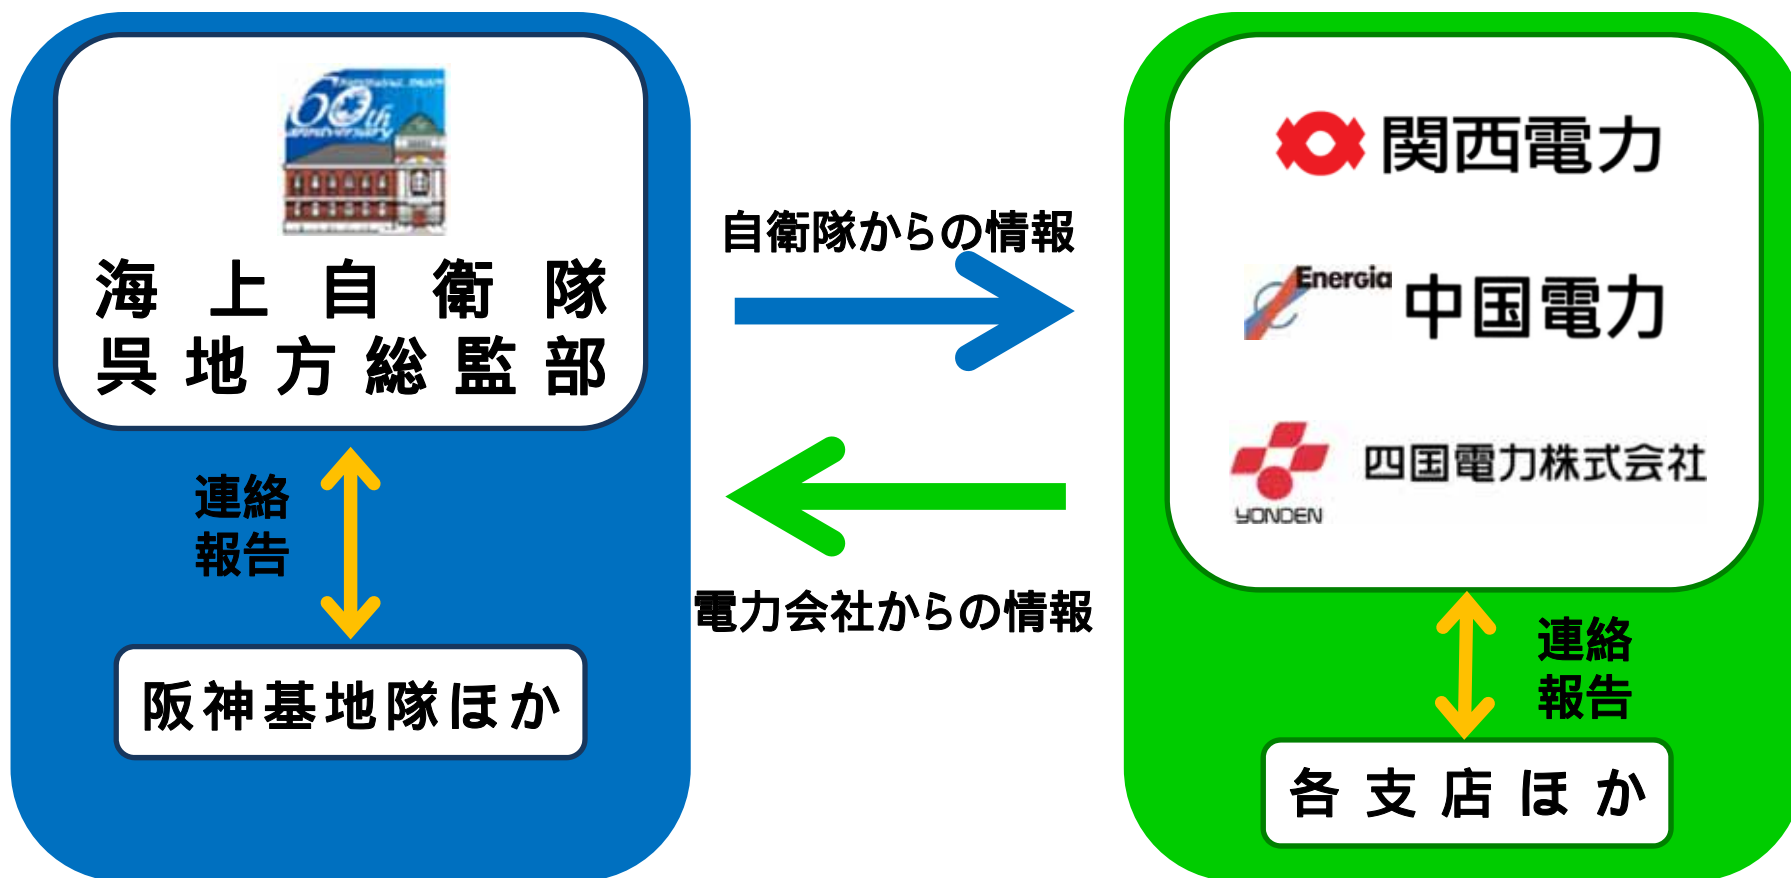 60th
anniversary
海上自衛隊
呉地方総監部
連絡
報告
阪神基地隊ほか
自衛隊からの情報
電力会社からの情報
関西電力
Energia
中国電力
四国電力株式会社
YONDEN
連絡
報告
各支店ほか